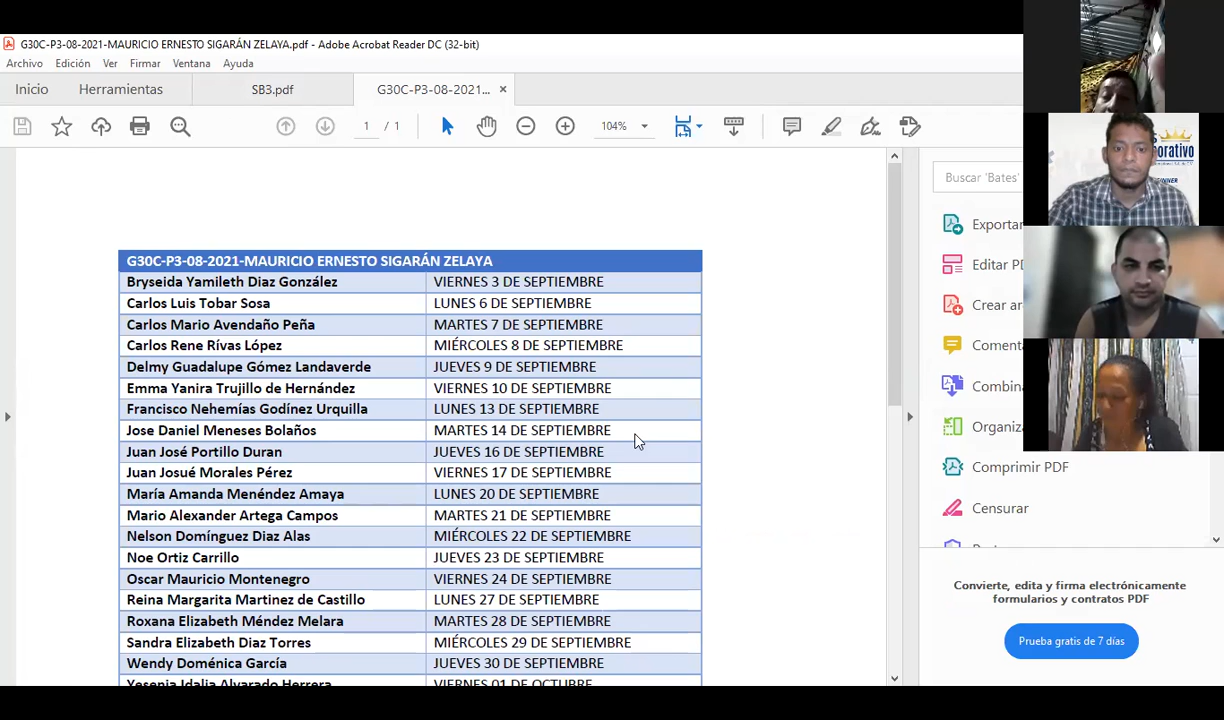 G30C-P3-08-2021-MAURICIO ERNESTO SIGARÁN ZELAYA.pdf - Adobe Acrobat Reader DC (32-bit)
Archivo Edición Ver Firmar Ventana Ayuda
Inicio Herramientas SB3.pdf G30C-P3-08-2021... ×
1 / 1 104%
Buscar 'Bates'
Exportar
Editar PD
Crear ar
Comenta
Combina
Organiza
Comprimir PDF
Censurar
Convierte, edita y firma electrónicamente
formularios y contratos PDF
Prueba gratis de 7 días
G30C-P3-08-2021-MAURICIO ERNESTO SIGARÁN ZELAYA
Bryseida Yamileth Diaz González VIERNES 3 DE SEPTIEMBRE
Carlos Luis Tobar Sosa LUNES 6 DE SEPTIEMBRE
Carlos Mario Avendaño Peña MARTES 7 DE SEPTIEMBRE
Carlos Rene Rívas López MIÉRCOLES 8 DE SEPTIEMBRE
Delmy Guadalupe Gómez Landaverde JUEVES 9 DE SEPTIEMBRE
Emma Yanira Trujillo de Hernández VIERNES 10 DE SEPTIEMBRE
Francisco Nehemías Godínez Urquilla LUNES 13 DE SEPTIEMBRE
Jose Daniel Meneses Bolaños MARTES 14 DE SEPTIEMBRE
Juan José Portillo Duran JUEVES 16 DE SEPTIEMBRE
Juan Josué Morales Pérez VIERNES 17 DE SEPTIEMBRE
María Amanda Menéndez Amaya LUNES 20 DE SEPTIEMBRE
Mario Alexander Artega Campos MARTES 21 DE SEPTIEMBRE
Nelson Domínguez Diaz Alas MIÉRCOLES 22 DE SEPTIEMBRE
Noe Ortiz Carrillo JUEVES 23 DE SEPTIEMBRE
Oscar Mauricio Montenegro VIERNES 24 DE SEPTIEMBRE
Reina Margarita Martinez de Castillo LUNES 27 DE SEPTIEMBRE
Roxana Elizabeth Méndez Melara MARTES 28 DE SEPTIEMBRE
Sandra Elizabeth Diaz Torres MIÉRCOLES 29 DE SEPTIEMBRE
Wendy Doménica García JUEVES 30 DE SEPTIEMBRE
Yesenia Idalia Alvarado Herrera VIERNES 01 DE OCTUBRE
porativo